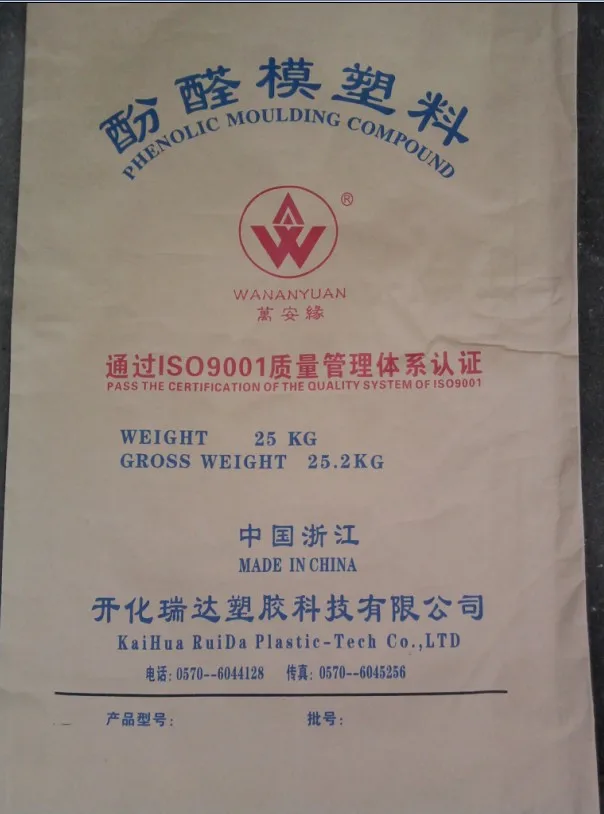 酚醛模塑料
PHENOLIC MOULDING COMPOUND
®
WANANYUAN
萬安緣
通过ISO9001质量管理体系认证
PASS THE CERTIFICATION OF THE QUALITY SYSTEM OF ISO9001
WEIGHT 25 KG
GROSS WEIGHT 25.2KG
中国浙江
MADE IN CHINA
开化瑞达塑胶科技有限公司
KaiHua RuiDa Plastic-Tech Co.,LTD
电话:0570--6044128 传真:0570--6045256
产品型号: 批号: